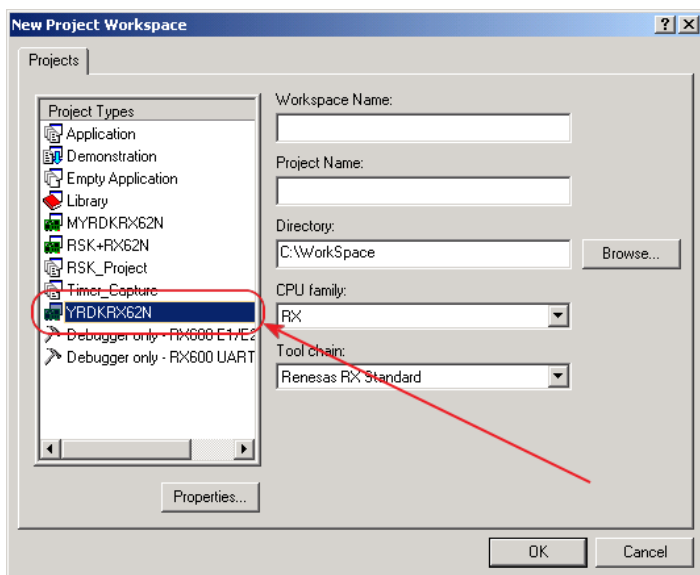 New Project Workspace
Projects
Project Types
Application
Demonstration
Empty Application
Library
MYRDKRX62N
RSK+RX62N
RSK_Project
Timer_Capture
YRDKRX62N
Debugger only - RX600 E1/E2
Debugger only - RX600 UART
Properties...
Workspace Name:
Project Name:
Directory:
C:\WorkSpace
Browse...
CPU family:
RX
Tool chain:
Renesas RX Standard
OK
Cancel